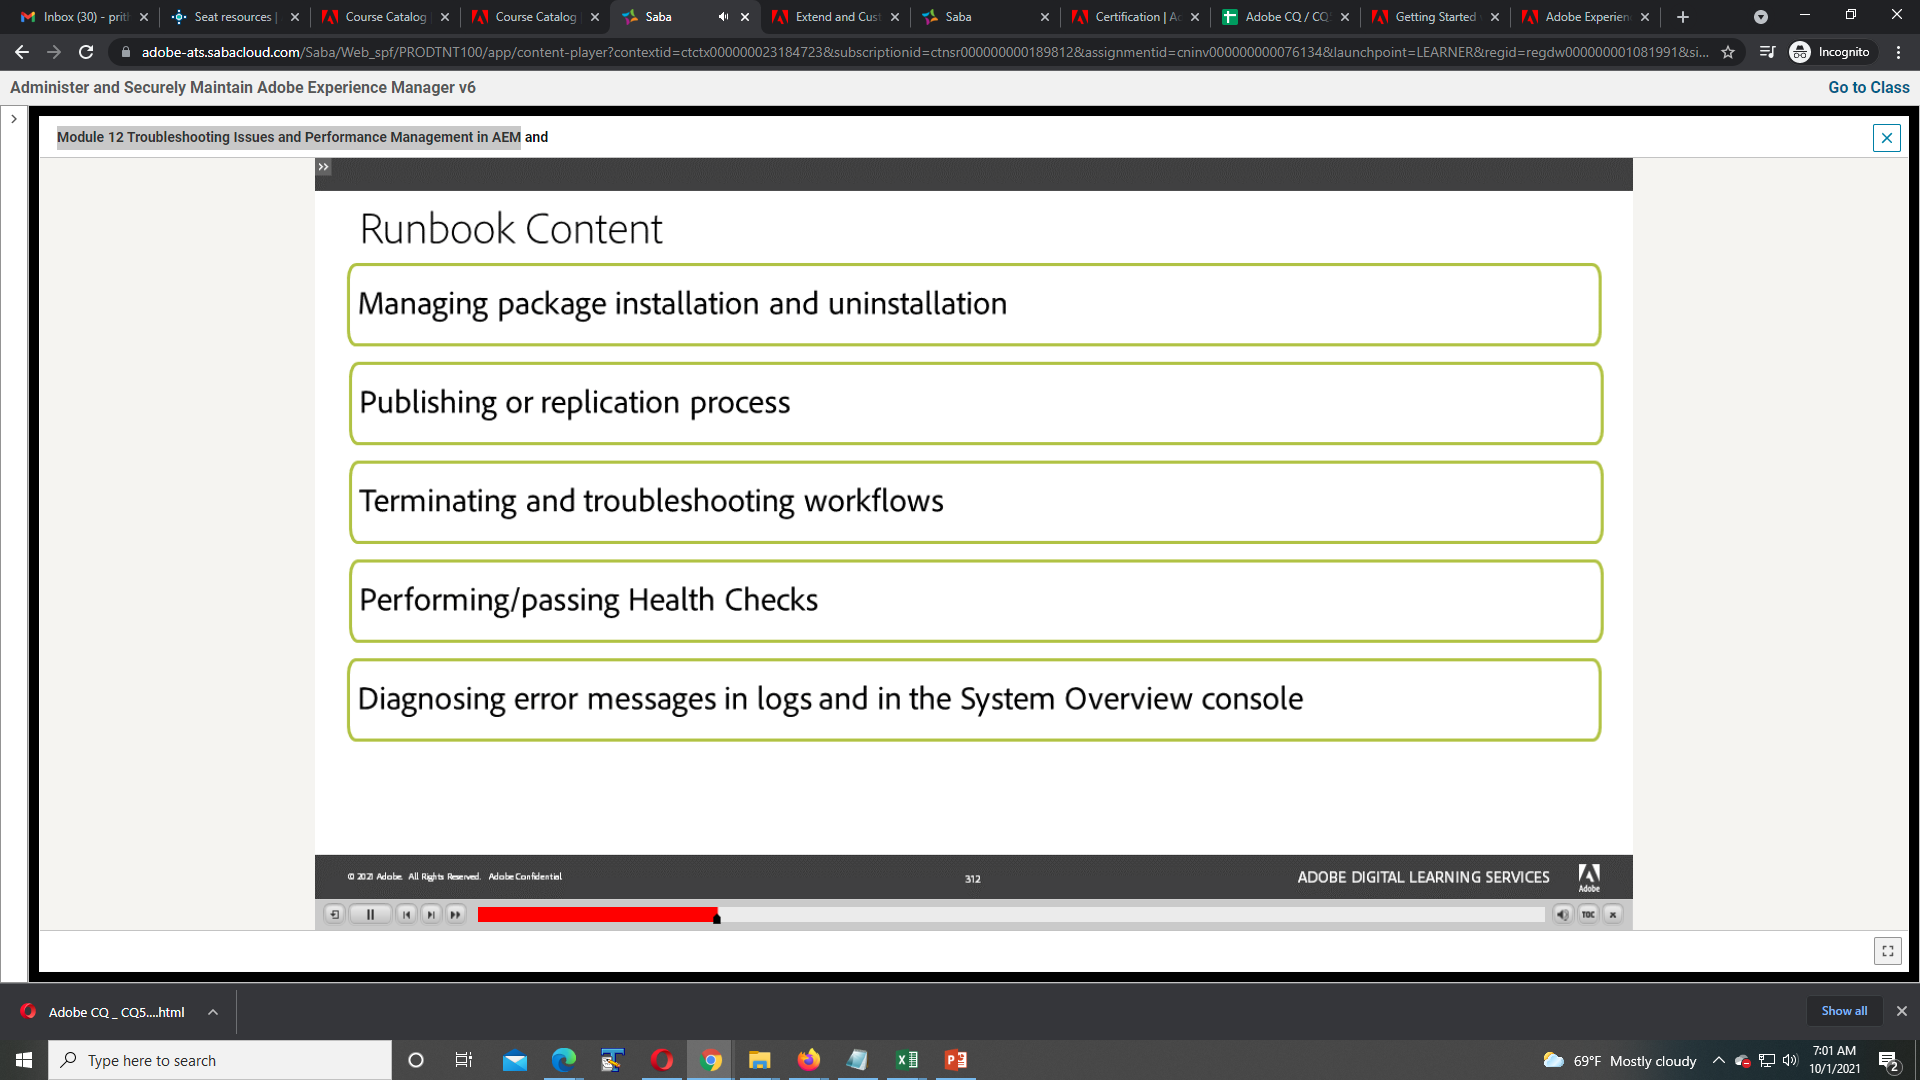 Inbox (30) - prith
Seat resources |
Course Catalog
Course Catalog
Saba
Extend and Cust
Saba
Certification | Ad
Adobe CQ / CQ
Getting Started
Adobe Experien
adobe-ats.sabacloud.com/Saba/Web_spf/PRODTNT100/app/content-player?contextid=ctctx000000023184723&subscriptionid=ctnsr000000000189812&assignmentid=cninv000000000076134&launchpoint=LEARNER&regid=regdw000000001081991&si...
Incognito
Administer and Securely Maintain Adobe Experience Manager v6
Go to Class
Module 12 Troubleshooting Issues and Performance Management in AEM and
Runbook Content
Managing package installation and uninstallation
Publishing or replication process
Terminating and troubleshooting workflows
Performing/passing Health Checks
Diagnosing error messages in logs and in the System Overview console
© 2021 Adobe. All Rights Reserved. Adobe Confidential
312
ADOBE DIGITAL LEARNING SERVICES
Adobe
TOC
Adobe CQ _ CQ5....html
Show all
Type here to search
69°F Mostly cloudy
7:01 AM
10/1/2021
2